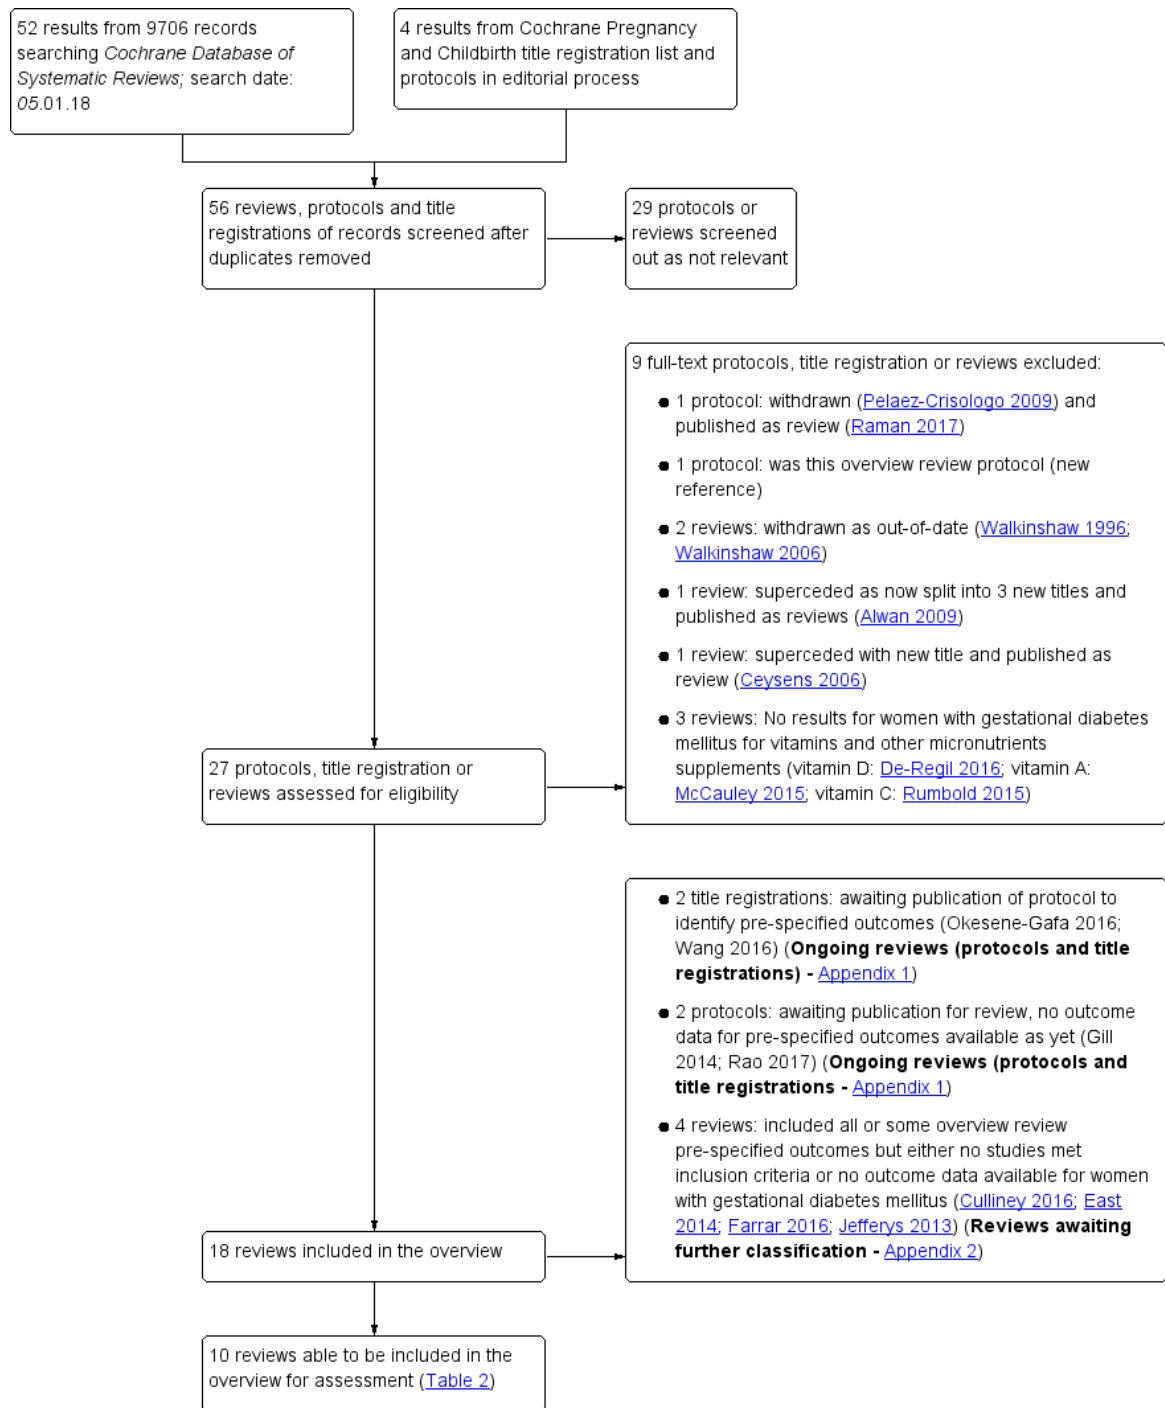 52 results from 9706 records
searching Cochrane Database of
Systematic Reviews; search date:
05.01.18
4 results from Cochrane Pregnancy
and Childbirth title registration list and
protocols in editorial process
56 reviews, protocols and title
registrations of records screened after
duplicates removed
29 protocols or
reviews screened
out as not relevant
9 full-text protocols, title registration or reviews excluded:
● 1 protocol: withdrawn (Pelaez-Crisologo 2009) and
published as review (Raman 2017)
● 1 protocol: was this overview review protocol (new
reference)
● 2 reviews: withdrawn as out-of-date (Walkinshaw 1996;
Walkinshaw 2006)
● 1 review: superceded as now split into 3 new titles and
published as reviews (Alwan 2009)
● 1 review: superceded with new title and published as
review (Ceysens 2006)
● 3 reviews: No results for women with gestational diabetes
mellitus for vitamins and other micronutrients
supplements (vitamin D: De-Regil 2016; vitamin A:
McCauley 2015; vitamin C: Rumbold 2015)
27 protocols, title registration or
reviews assessed for eligibility
● 2 title registrations: awaiting publication of protocol to
identify pre-specified outcomes (Okesene-Gafa 2016;
Wang 2016) (Ongoing reviews (protocols and title
registrations) - Appendix 1)
● 2 protocols: awaiting publication for review, no outcome
data for pre-specified outcomes available as yet (Gill
2014; Rao 2017) (Ongoing reviews (protocols and
title registrations - Appendix 1)
● 4 reviews: included all or some overview review
pre-specified outcomes but either no studies met
inclusion criteria or no outcome data available for women
with gestational diabetes mellitus (Culliney 2016; East
2014; Farrar 2016; Jefferys 2013) (Reviews awaiting
further classification - Appendix 2)
18 reviews included in the overview
10 reviews able to be included in the
overview for assessment (Table 2)